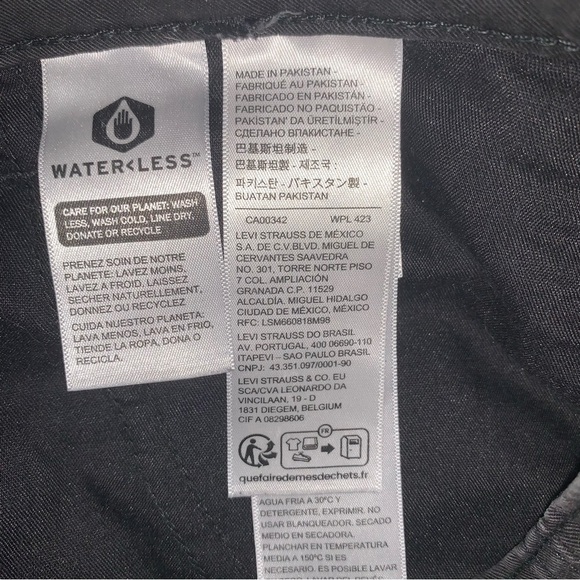 WATER<LESS™
CARE FOR OUR PLANET: WASH
LESS, WASH COLD, LINE DRY,
DONATE OR RECYCLE
PRENEZ SOIN DE NOTRE
PLANETE: LAVEZ MOINS,
LAVEZ A FROID, LAISSEZ
SECHER NATURELLEMENT,
DONNEZ OU RECYCLEZ
CUIDA NUESTRO PLANETA:
LAVA MENOS, LAVA EN FRIO,
TIENDE LA ROPA, DONA O
RECICLA.
MADE IN PAKISTAN -
FABRIQUÉ AU PAKISTAN -
FABRICADO EN PAKISTÁN -
FABRICADO NO PAQUISTÃO -
PAKISTAN' DA ÜRETİLMİŞTİR -
СДЕЛАНО ВПАКИСТАНЕ -
巴基斯坦制造 -
巴基斯坦製 - 제조국 :
파키스탄 - パキスタン製 -
BUATAN PAKISTAN
CA00342 WPL 423
LEVI STRAUSS DE MÉXICO
S.A. DE C.V.BLVD. MIGUEL DE
CERVANTES SAAVEDRA
NO. 301, TORRE NORTE PISO
7 COL. AMPLIACIÓN
GRANADA C.P. 11529
ALCALDÍA. MIGUEL HIDALGO
CIUDAD DE MÉXICO, MÉXICO
RFC: LSM660818M98
LEVI STRAUSS DO BRASIL
AV. PORTUGAL, 400 06690-110
ITAPEVI – SAO PAULO BRASIL
CNPJ: 43.351.097/0001-90
LEVI STRAUSS & CO. EU
SCA/CVA LEONARDO DA
VINCILAAN, 19 - D
1831 DIEGEM, BELGIUM
CIF A 08298606
FR
quefairedemesdechets.fr
AGUA FRIA A 30°C Y
DETERGENTE, EXPRIMIR. NO
USAR BLANQUEADOR. SECADO
MEDIO EN SECADORA.
PLANCHAR EN TEMPERATURA
MEDIA A 150°C SI ES
NECESARIO. ES POSIBLE LAVAR